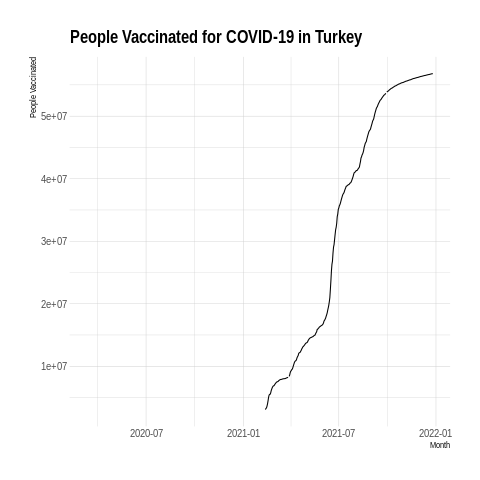 People Vaccinated for COVID-19 in Turkey
People Vaccinated
5e+07
4e+07
3e+07
2e+07
1e+07
2020-07 2021-01 2021-07 2022-01
Month